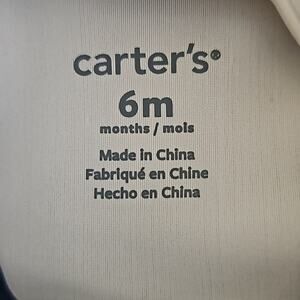 carter's®
6m
months / mois
Made in China
Fabriqué en Chine
Hecho en China